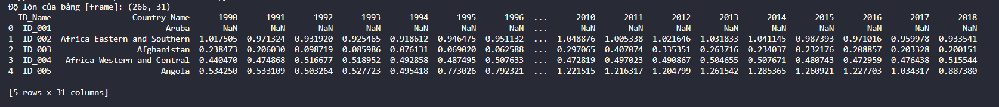 Độ lớn của bảng [frame]: (266, 31)
ID_Name Country Name 1990 1991 1992 1993 1994 1995 1996 ... 2010 2011 2012 2013 2014 2015 2016 2017 2018
0 ID_001 Aruba NaN NaN NaN NaN NaN NaN NaN ... NaN NaN NaN NaN NaN NaN NaN NaN NaN
1 ID_002 Africa Eastern and Southern 1.017505 0.971324 0.931920 0.925465 0.918612 0.946475 0.951132 ... 1.048876 1.005338 1.021646 1.031833 1.041145 0.987393 0.971016 0.959978 0.933541
2 ID_003 Afghanistan 0.238473 0.206030 0.098719 0.085986 0.076131 0.069020 0.062588 ... 0.297065 0.407074 0.335351 0.263716 0.234037 0.232176 0.208857 0.203328 0.200151
3 ID_004 Africa Western and Central 0.440470 0.474868 0.516677 0.518952 0.492858 0.487495 0.507633 ... 0.472819 0.497023 0.490867 0.504655 0.507671 0.480743 0.472959 0.476438 0.515544
4 ID_005 Angola 0.534250 0.533109 0.503264 0.527723 0.495418 0.773026 0.792321 ... 1.221515 1.216317 1.204799 1.261542 1.285365 1.260921 1.227703 1.034317 0.887380
[5 rows x 31 columns]